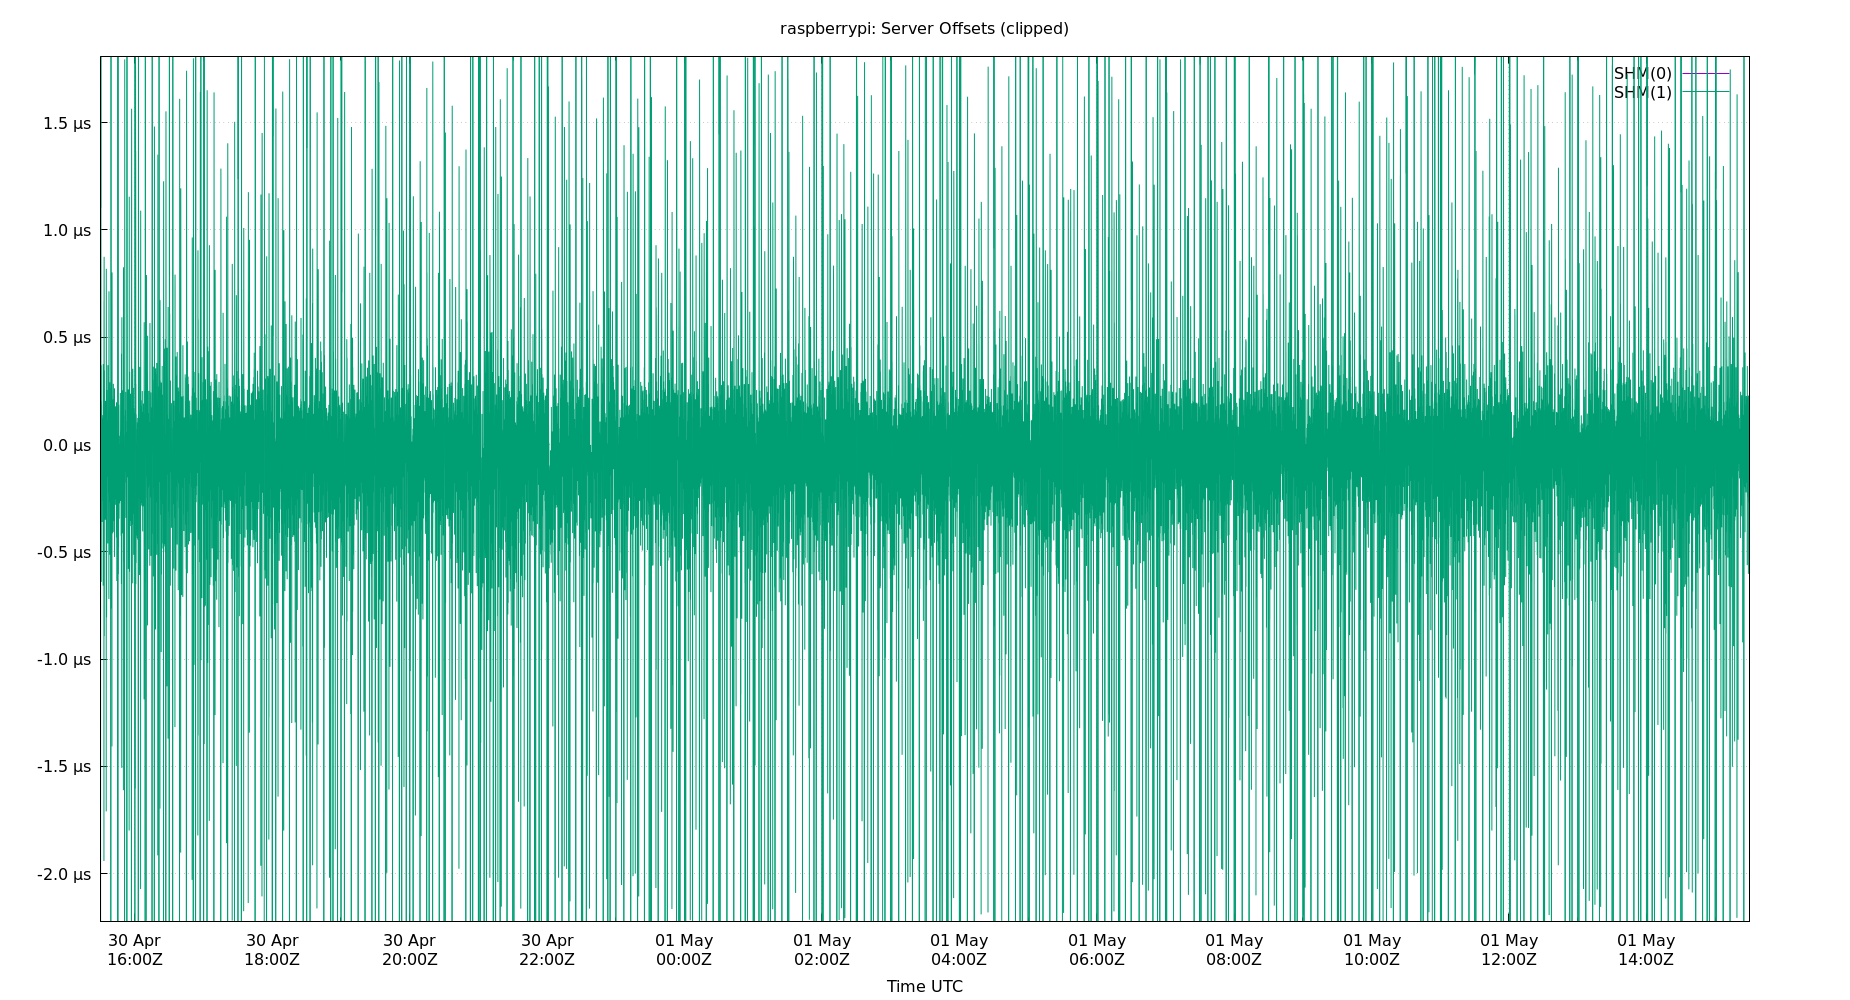 raspberrypi: Server Offsets (clipped)
SHM(0)
SHM(1)
1.5 µs
1.0 µs
0.5 µs
0.0 µs
-0.5 µs
-1.0 µs
-1.5 µs
-2.0 µs
30 Apr 30 Apr 30 Apr 30 Apr 01 May 01 May 01 May 01 May 01 May 01 May 01 May 01 May
16:00Z 18:00Z 20:00Z 22:00Z 00:00Z 02:00Z 04:00Z 06:00Z 08:00Z 10:00Z 12:00Z 14:00Z
Time UTC